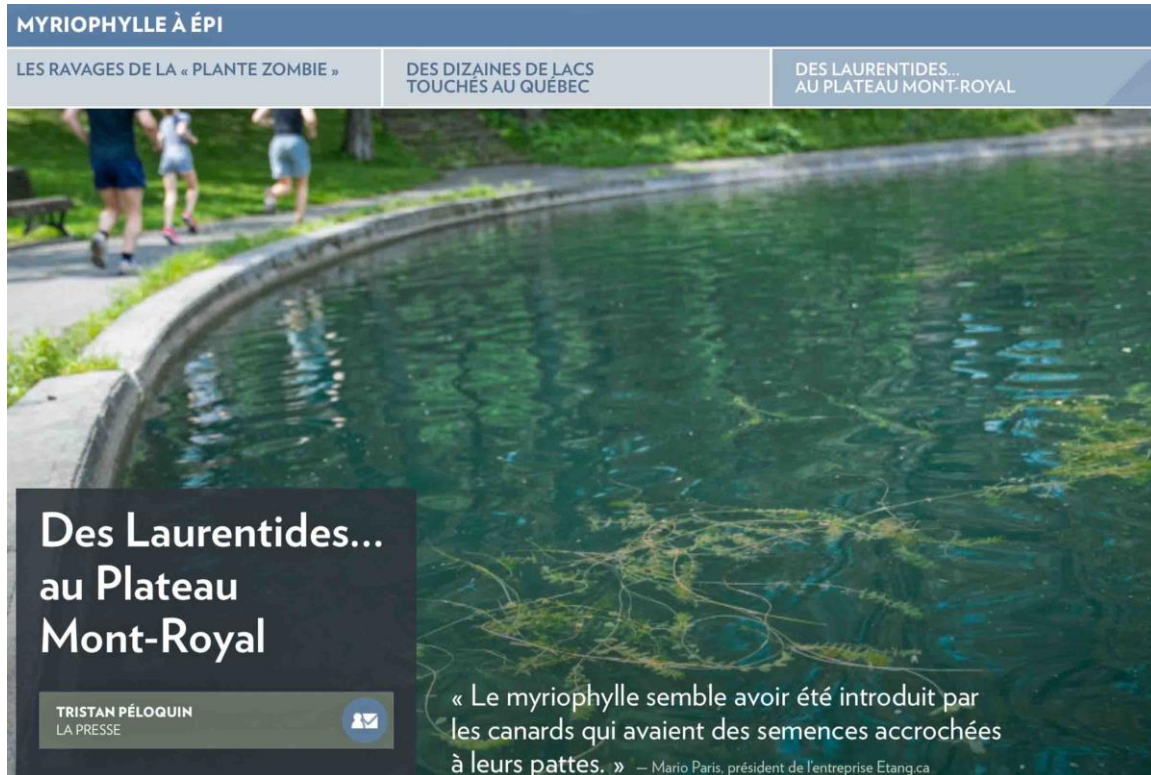 MYRIOPHYLLE À ÉPI
LES RAVAGES DE LA « PLANTE ZOMBIE »
DES DIZAINES DE LACS
TOUCHÉS AU QUÉBEC
DES LAURENTIDES...
AU PLATEAU MONT-ROYAL
Des Laurentides...
au Plateau
Mont-Royal
TRISTAN PÉLOQUIN
LA PRESSE
« Le myriophylle semble avoir été introduit par
les canards qui avaient des semences accrochées
à leurs pattes. » – Mario Paris, président de l'entreprise Etang.ca